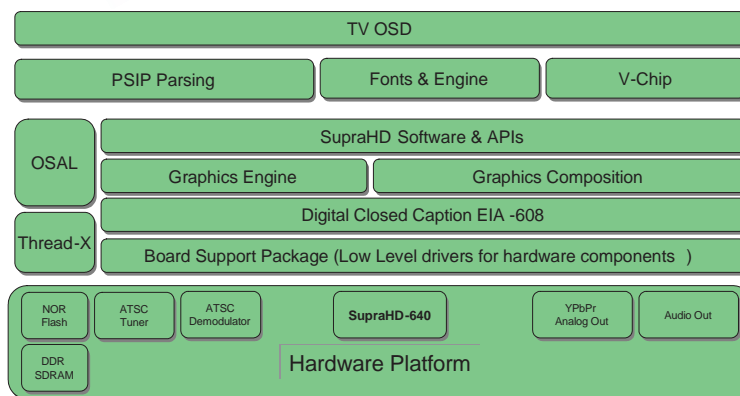 TV OSD
PSIP Parsing
Fonts & Engine
V-Chip
OSAL
SupraHD Software & APIs
Graphics Engine
Graphics Composition
Thread-X
Digital Closed Caption EIA -608
Board Support Package (Low Level drivers for hardware components )
NOR
Flash
ATSC
Tuner
ATSC
Demodulator
SupraHD-640
YPbPr
Analog Out
Audio Out
DDR
SDRAM
Hardware Platform